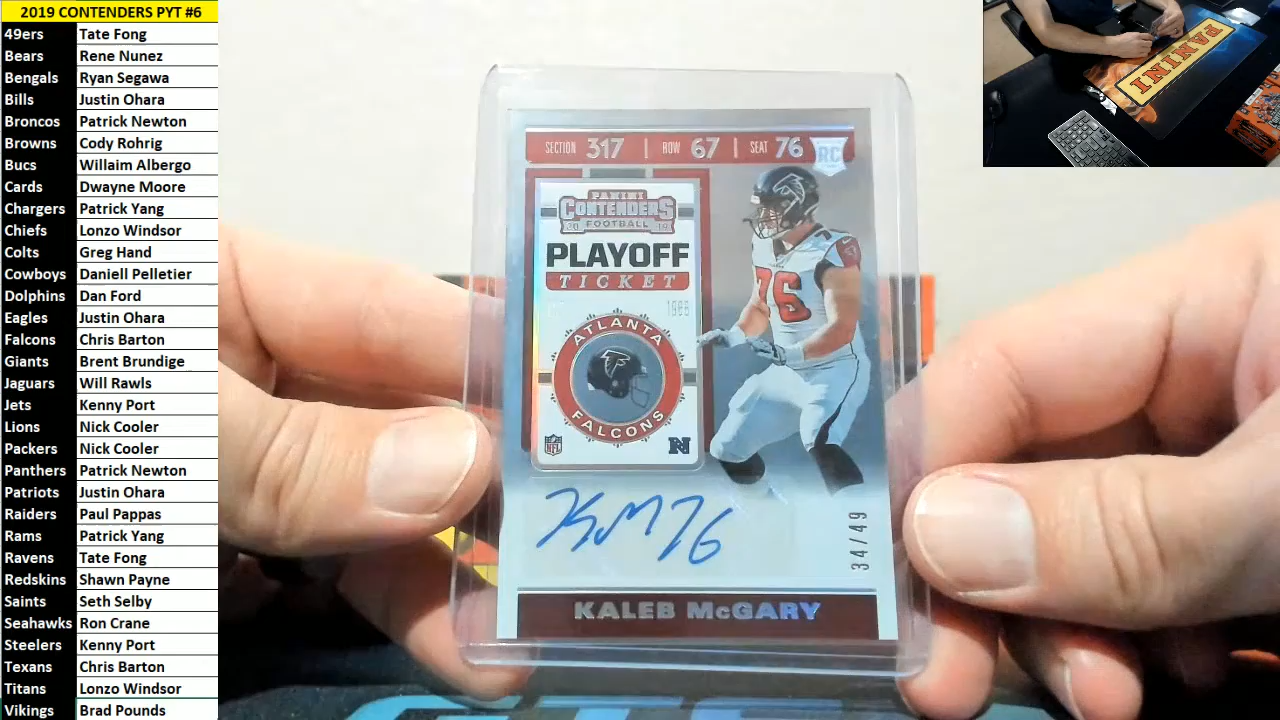 2019 CONTENDERS PYT #6
49ers Tate Fong
Bears Rene Nunez
Bengals Ryan Segawa
Bills Justin Ohara
Broncos Patrick Newton
Browns Cody Rohrig
Bucs Willaim Albergo
Cards Dwayne Moore
Chargers Patrick Yang
Chiefs Lonzo Windsor
Colts Greg Hand
Cowboys Daniell Pelletier
Dolphins Dan Ford
Eagles Justin Ohara
Falcons Chris Barton
Giants Brent Brundige
Jaguars Will Rawls
Jets Kenny Port
Lions Nick Cooler
Packers Nick Cooler
Panthers Patrick Newton
Patriots Justin Ohara
Raiders Paul Pappas
Rams Patrick Yang
Ravens Tate Fong
Redskins Shawn Payne
Saints Seth Selby
Seahawks Ron Crane
Steelers Kenny Port
Texans Chris Barton
Titans Lonzo Windsor
Vikings Brad Pounds
SECTION 317 | ROW 67 | SEAT 76
RC
PANINI
CONTENDERS
20 FOOTBALL 19
PLAYOFF
TICKET
1966
ATLANTA
FALCONS
NFL
N
76
KM 76
34/49
KALEB McGARY
PANINI